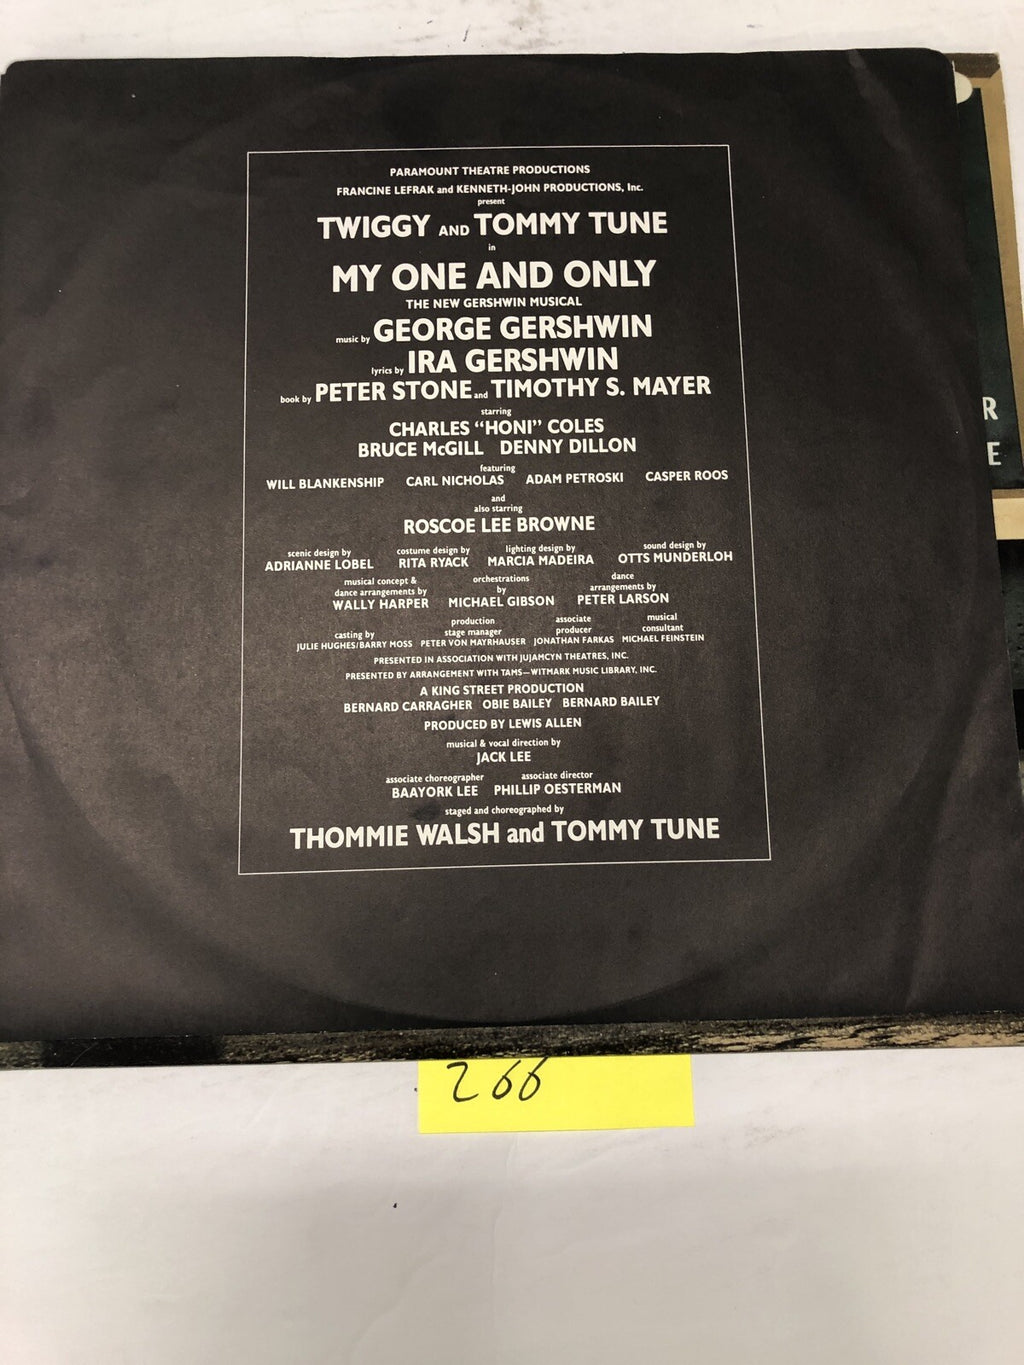 PARAMOUNT THEATRE PRODUCTIONS
FRANCINE LEFRAK and KENNETH-JOHN PRODUCTIONS, Inc.
present
TWIGGY AND TOMMY TUNE
in
MY ONE AND ONLY
THE NEW GERSHWIN MUSICAL
music by GEORGE GERSHWIN
lyrics by IRA GERSHWIN
book by PETER STONE and TIMOTHY S. MAYER
starring
CHARLES "HONI" COLES
BRUCE McGILL DENNY DILLON
featuring
WILL BLANKENSHIP CARL NICHOLAS ADAM PETROSKI CASPER ROOS
and
also starring
ROSCOE LEE BROWNE
scenic design by costume design by lighting design by sound design by
ADRIANNE LOBEL RITA RYACK MARCIA MADEIRA OTTS MUNDERLOH
musical concept & orchestrations dance
dance arrangements by by arrangements by
WALLY HARPER MICHAEL GIBSON PETER LARSON
production associate musical
casting by stage manager producer consultant
JULIE HUGHES/BARRY MOSS PETER VON MAYRHAUSER JONATHAN FARKAS MICHAEL FEINSTEIN
PRESENTED IN ASSOCIATION WITH JUJAMCYN THEATRES, INC.
PRESENTED BY ARRANGEMENT WITH TAMS—WITMARK MUSIC LIBRARY, INC.
A KING STREET PRODUCTION
BERNARD CARRAGHER OBIE BAILEY BERNARD BAILEY
PRODUCED BY LEWIS ALLEN
musical & vocal direction by
JACK LEE
associate choreographer associate director
BAAYORK LEE PHILLIP OESTERMAN
staged and choreographed by
THOMMIE WALSH and TOMMY TUNE
R
E
266